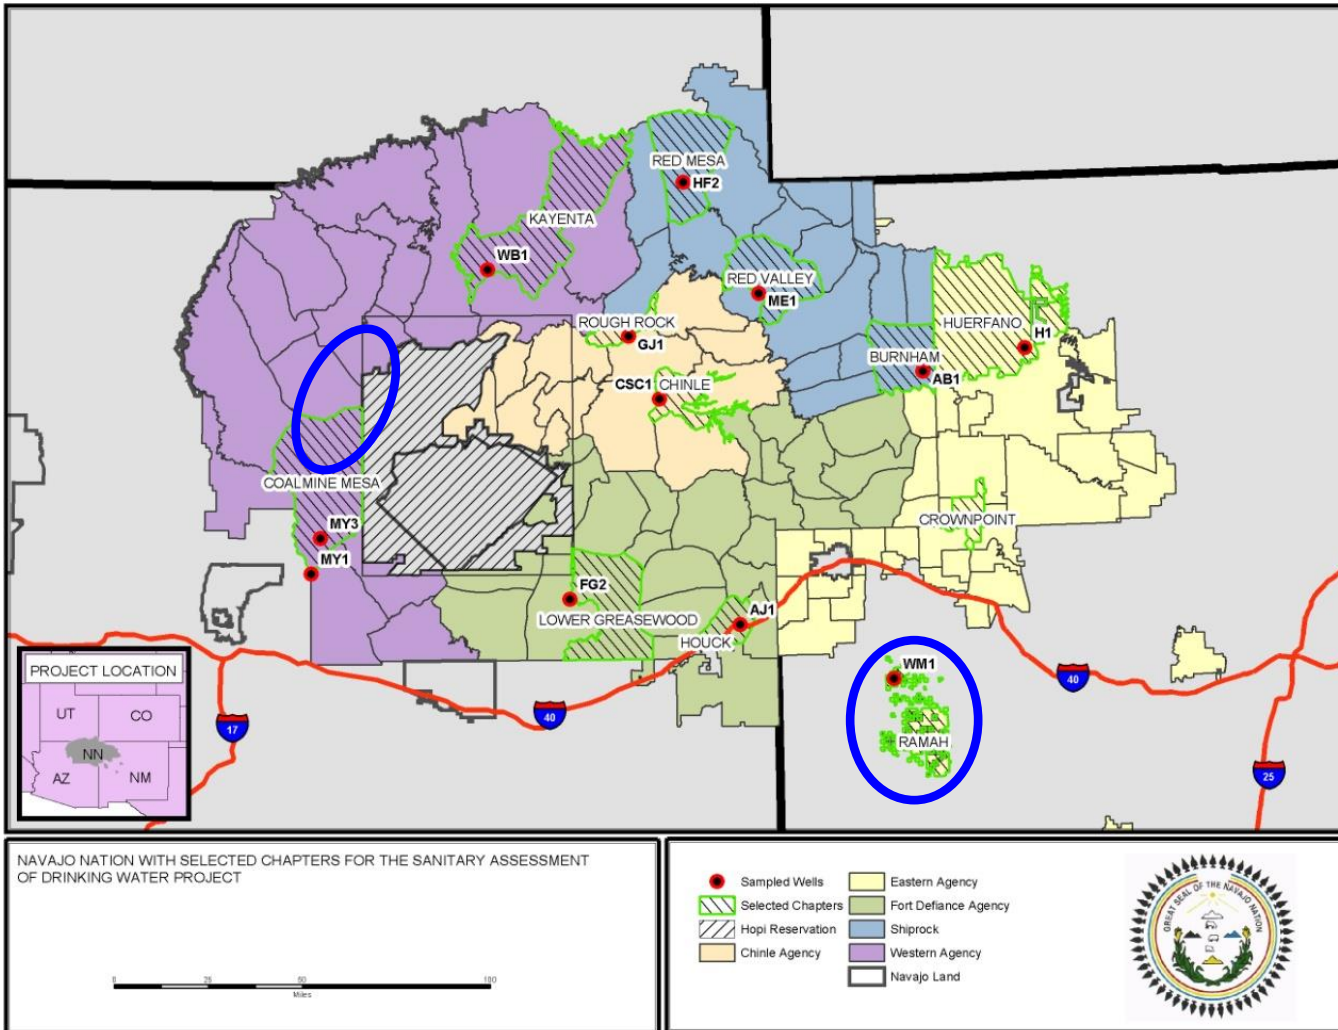 RED MESA
HF2
KAYENTA
WB1
RED VALLEY
ME1
ROUGH ROCK
GJ1
HUERFANO
H1
BURNHAM
AB1
CSC1
CHINLE
COALMINE MESA
MY3
MY1
CROWNPOINT
FG2
LOWER GREASEWOOD
AJ1
HOUCK
WM1
RAMAH
40
40
17
25
PROJECT LOCATION
UT
CO
NN
AZ
NM
NAVAJO NATION WITH SELECTED CHAPTERS FOR THE SANITARY ASSESSMENT
OF DRINKING WATER PROJECT
0 25 50 100
Miles
Sampled Wells
Selected Chapters
Hopi Reservation
Chinle Agency
Eastern Agency
Fort Defiance Agency
Shiprock
Western Agency
Navajo Land
GREAT SEAL OF THE NAVAJO NATION